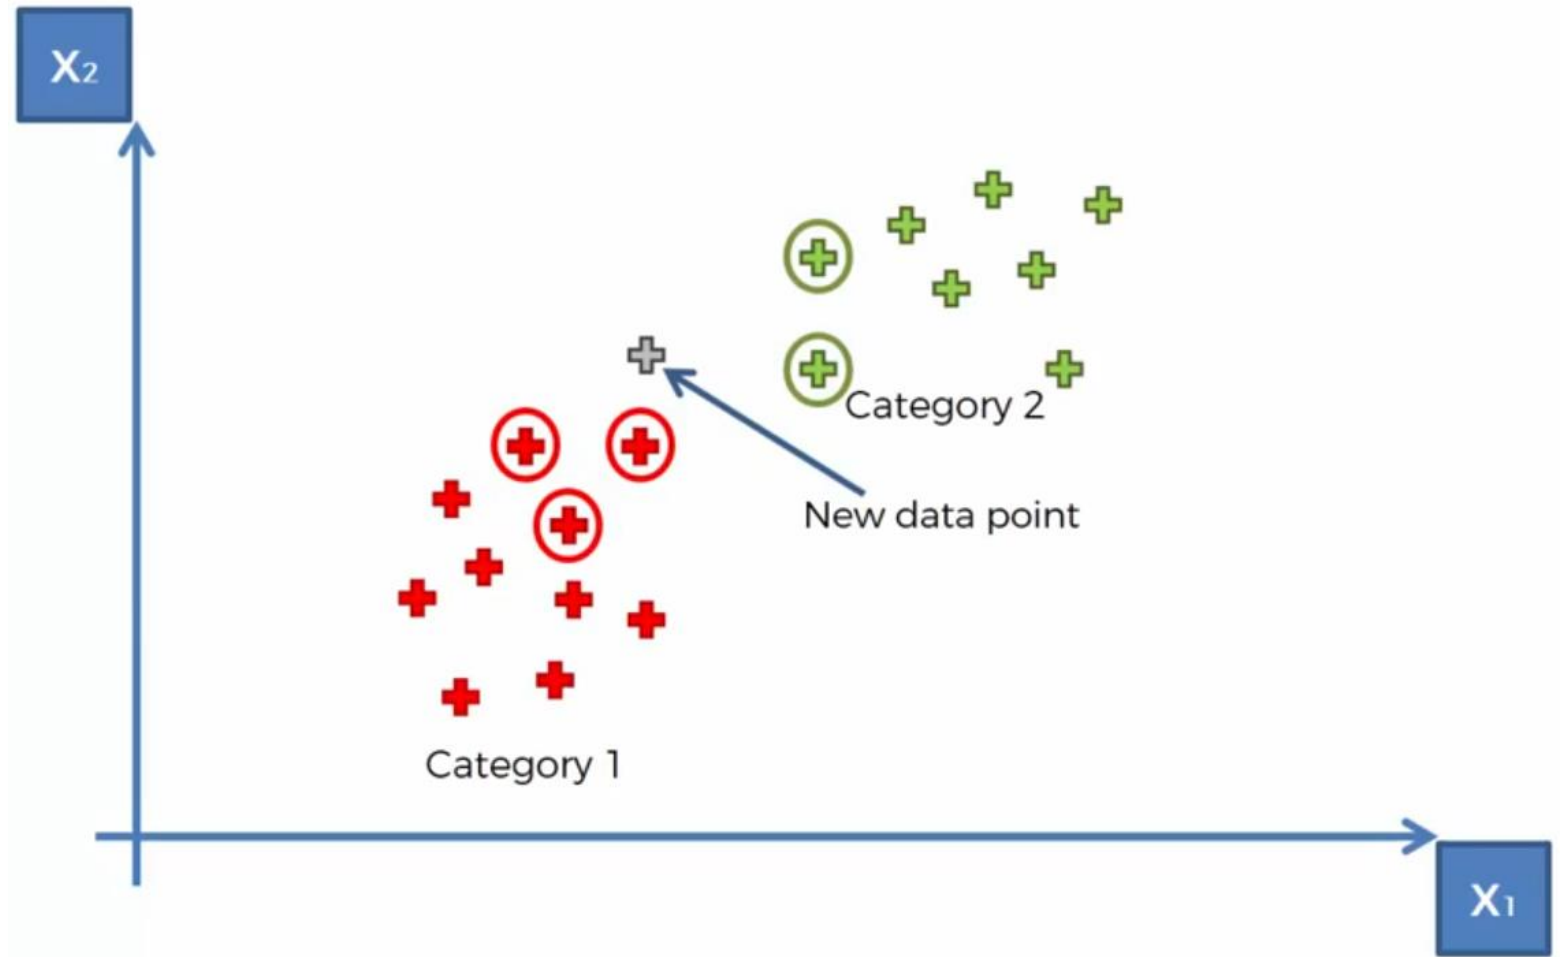 X₂
Category 2
New data point
Category 1
X₁